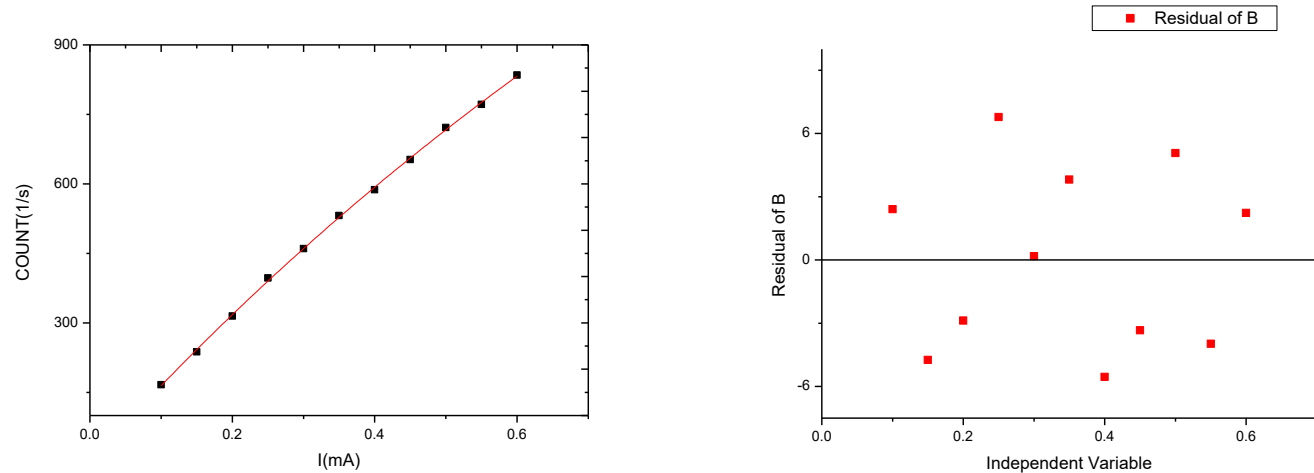 900
600
300
0.0
0.2
0.4
0.6
COUNT(1/s)
I(mA)
Residual of B
6
0
-6
0.0
0.2
0.4
0.6
Residual of B
Independent Variable